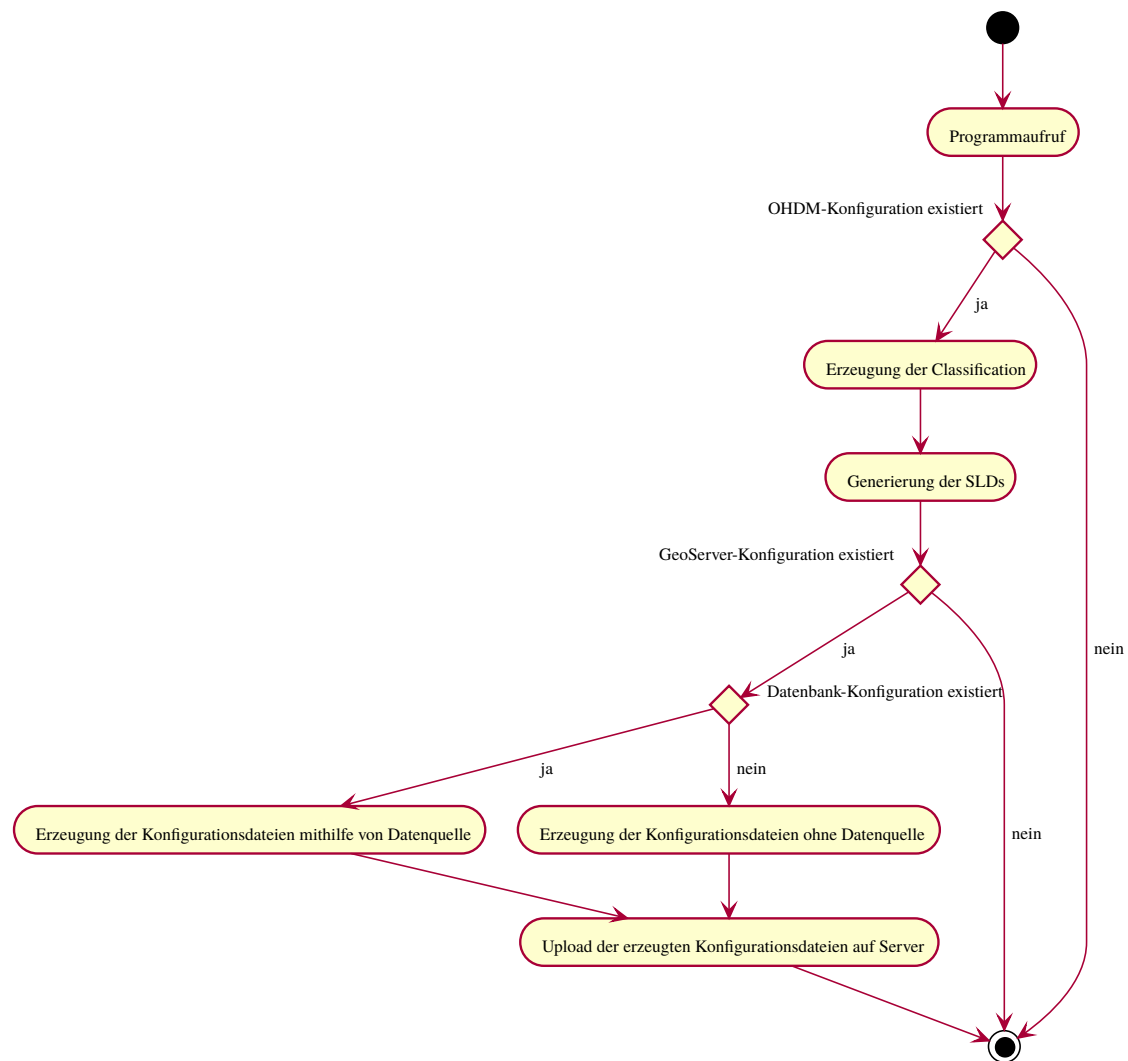 Programmaufruf
OHDM-Konfiguration existiert
ja
Erzeugung der Classification
Generierung der SLDs
GeoServer-Konfiguration existiert
ja
nein
Datenbank-Konfiguration existiert
ja
nein
Erzeugung der Konfigurationsdateien mithilfe von Datenquelle
Erzeugung der Konfigurationsdateien ohne Datenquelle
nein
Upload der erzeugten Konfigurationsdateien auf Server